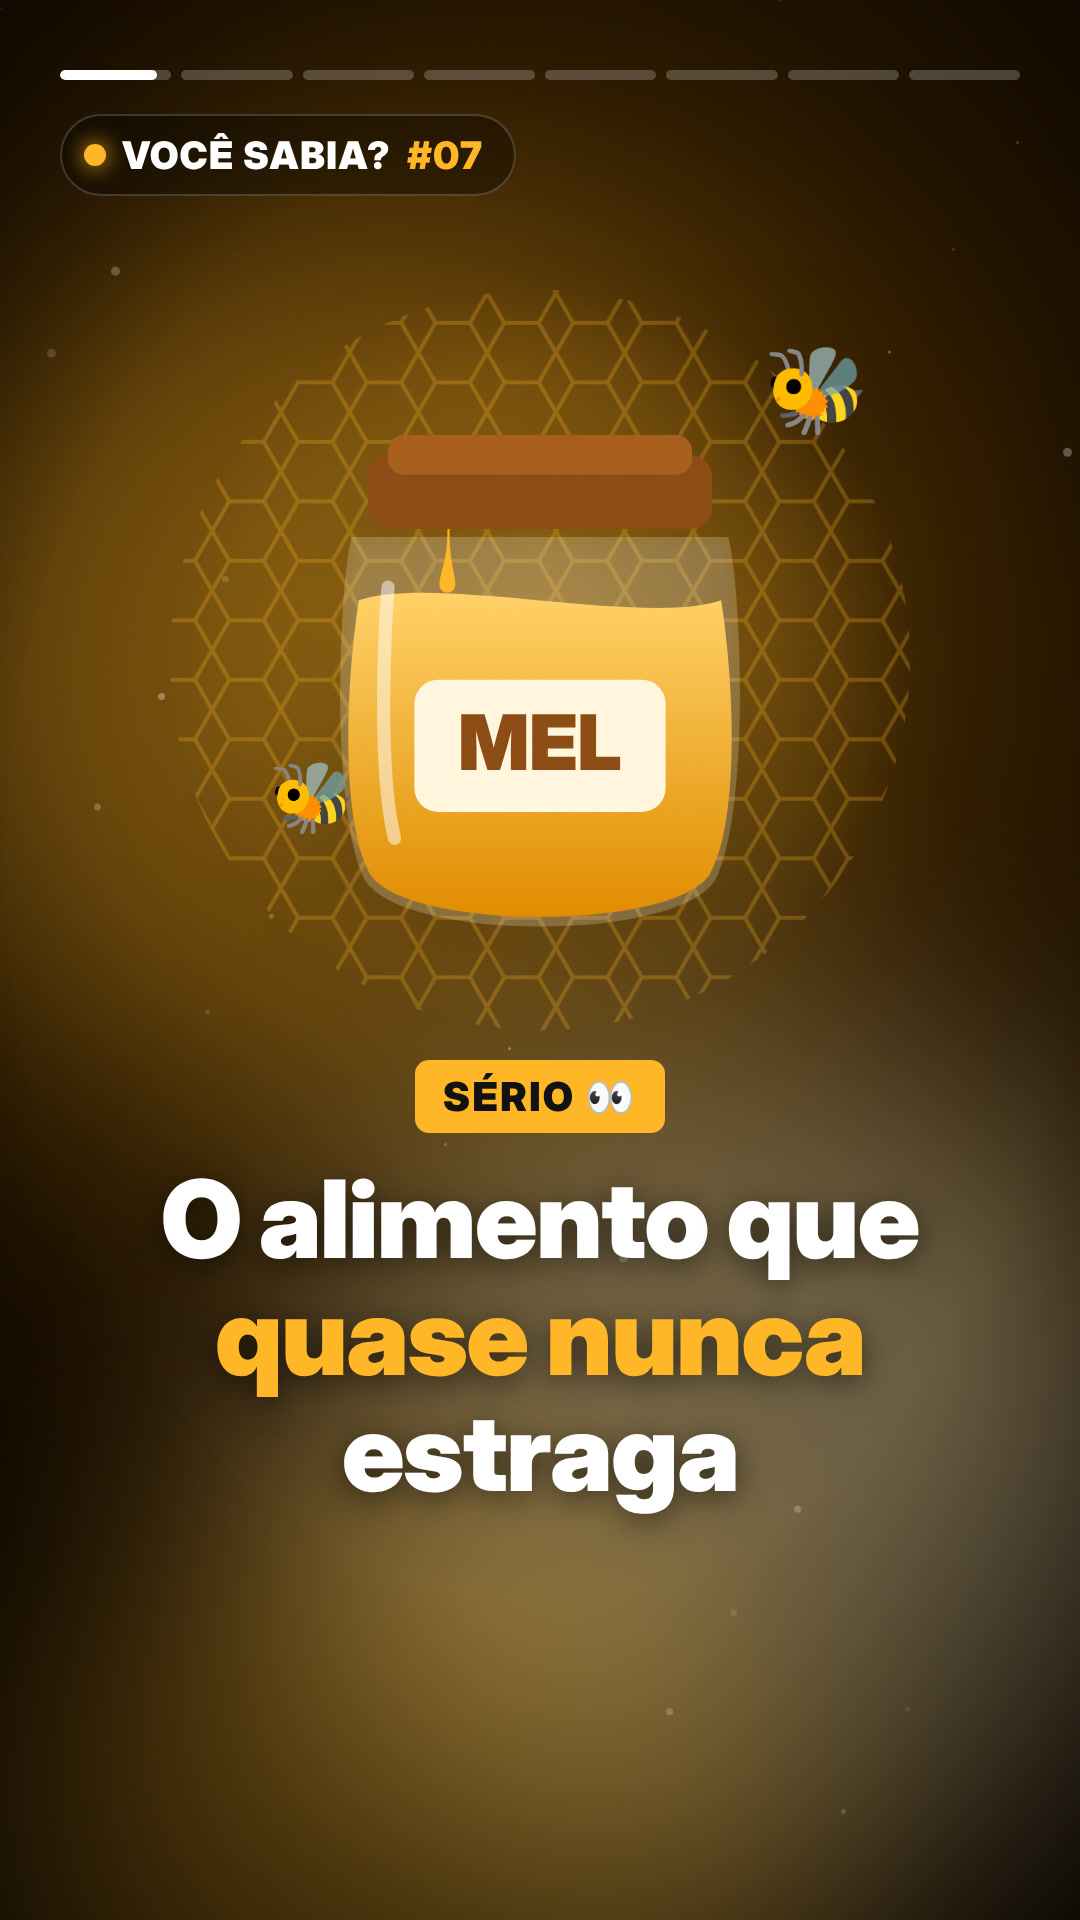 VOCÊ SABIA? #07
MEL
SÉRIO 👀
O alimento que
quase nunca
estraga